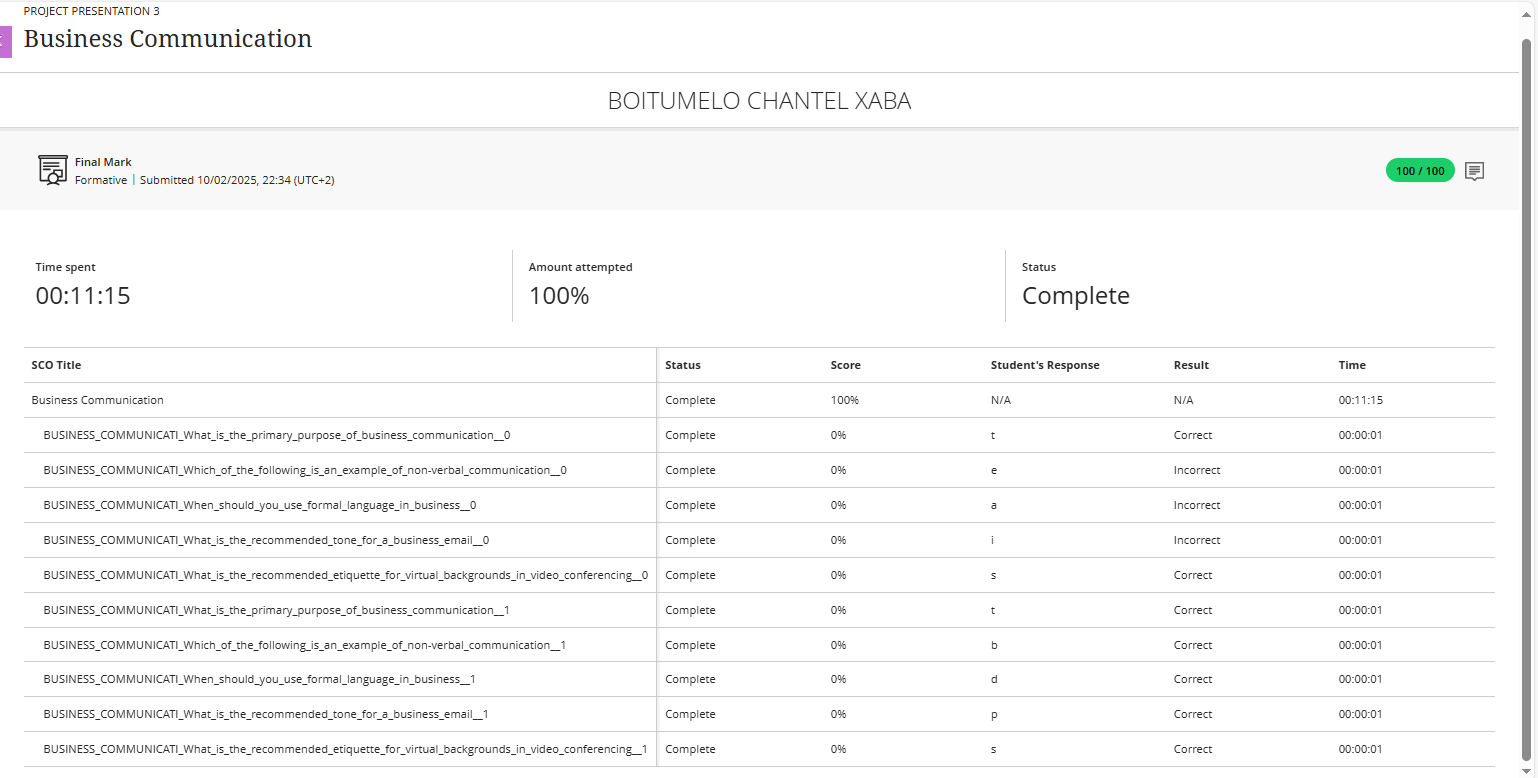 PROJECT PRESENTATION 3
Business Communication
BOITUMELO CHANTEL XABA
Final Mark
Formative | Submitted 10/02/2025, 22:34 (UTC+2)
100 / 100
Time spent
00:11:15
Amount attempted
100%
Status
Complete
SCO Title Status Score Student's Response Result Time
Business Communication Complete 100% N/A N/A 00:11:15
BUSINESS_COMMUNICATI_What_is_the_primary_purpose_of_business_communication__0 Complete 0% t Correct 00:00:01
BUSINESS_COMMUNICATI_Which_of_the_following_is_an_example_of_non-verbal_communication__0 Complete 0% e Incorrect 00:00:01
BUSINESS_COMMUNICATI_When_should_you_use_formal_language_in_business__0 Complete 0% a Incorrect 00:00:01
BUSINESS_COMMUNICATI_What_is_the_recommended_tone_for_a_business_email__0 Complete 0% i Incorrect 00:00:01
BUSINESS_COMMUNICATI_What_is_the_recommended_etiquette_for_virtual_backgrounds_in_video_conferencing__0 Complete 0% s Correct 00:00:01
BUSINESS_COMMUNICATI_What_is_the_primary_purpose_of_business_communication__1 Complete 0% t Correct 00:00:01
BUSINESS_COMMUNICATI_Which_of_the_following_is_an_example_of_non-verbal_communication__1 Complete 0% b Correct 00:00:01
BUSINESS_COMMUNICATI_When_should_you_use_formal_language_in_business__1 Complete 0% d Correct 00:00:01
BUSINESS_COMMUNICATI_What_is_the_recommended_tone_for_a_business_email__1 Complete 0% p Correct 00:00:01
BUSINESS_COMMUNICATI_What_is_the_recommended_etiquette_for_virtual_backgrounds_in_video_conferencing__1 Complete 0% s Correct 00:00:01